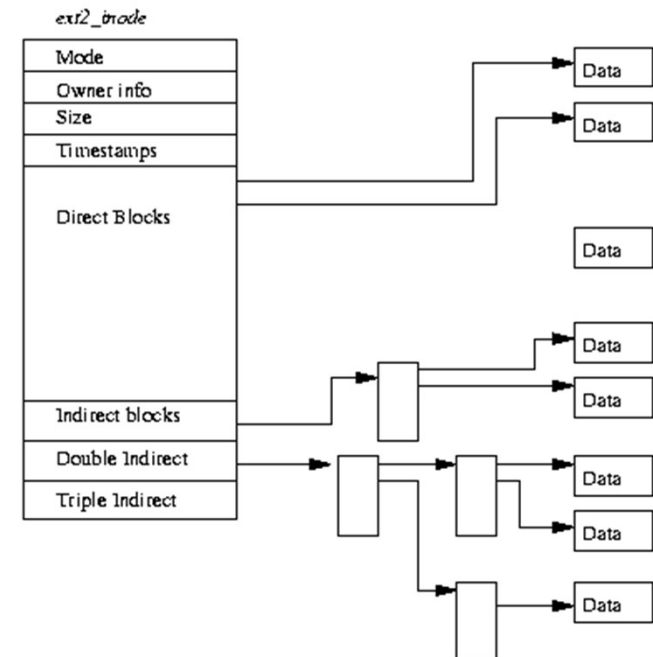 ext2_inode
Mode
Owner info
Size
Timestamps
Direct Blocks
Indirect blocks
Double Indirect
Triple Indirect
Data
Data
Data
Data
Data
Data
Data
Data